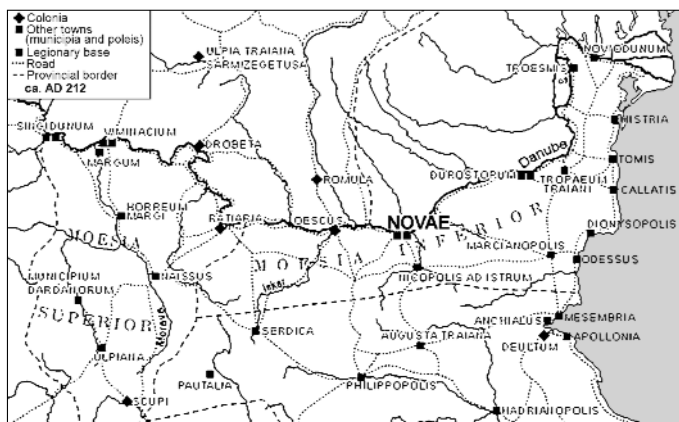 Colonia
Other towns
(municipia and poleis)
Legionary base
Road
Provincial border
ca. AD 212
ULPIA TRAIANA
SARMIZEGETUSA
NOVIODUNUM
TROESMIS
SINGIDUNUM
VIMINACIUM
MARGUM
DROBETA
HISTRIA
Danube
DUROSTORUM
TROPAEUM
TRAIANI
TOMIS
ROMULA
CALLATIS
HORREUM
MARGI
RATIARIA
OESCUS
NOVAE
DIONYSOPOLIS
MOESIA
MOESIA INFERIOR
MARCIANOPOLIS
ODESSUS
MUNICIPIUM
DARDANORUM
NAISSUS
Isker
NICOPOLIS AD ISTRUM
SUPERIOR
Morava
SERDICA
ANCHIALUS
MESEMBRIA
AUGUSTA TRAIANA
DEULTUM
APOLLONIA
ULPIANA
PAUTALIA
PHILIPPOPOLIS
SCUPI
HADRIANOPOLIS